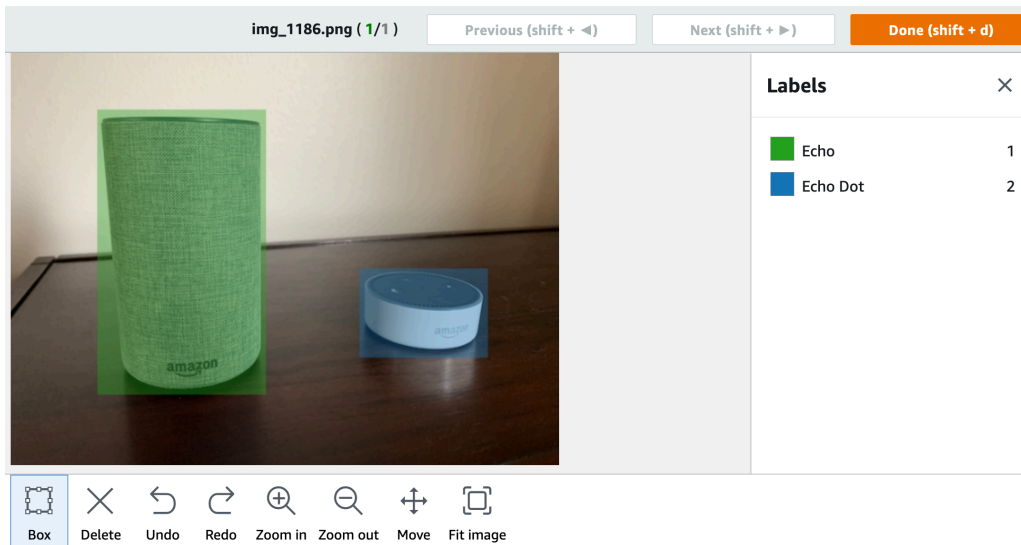 img_1186.png ( 1/1 )
Previous (shift + ◄)
Next (shift + ►)
Done (shift + d)
Labels
Echo 1
Echo Dot 2
amazon
amazon
Box
Delete
Undo
Redo
Zoom in
Zoom out
Move
Fit image